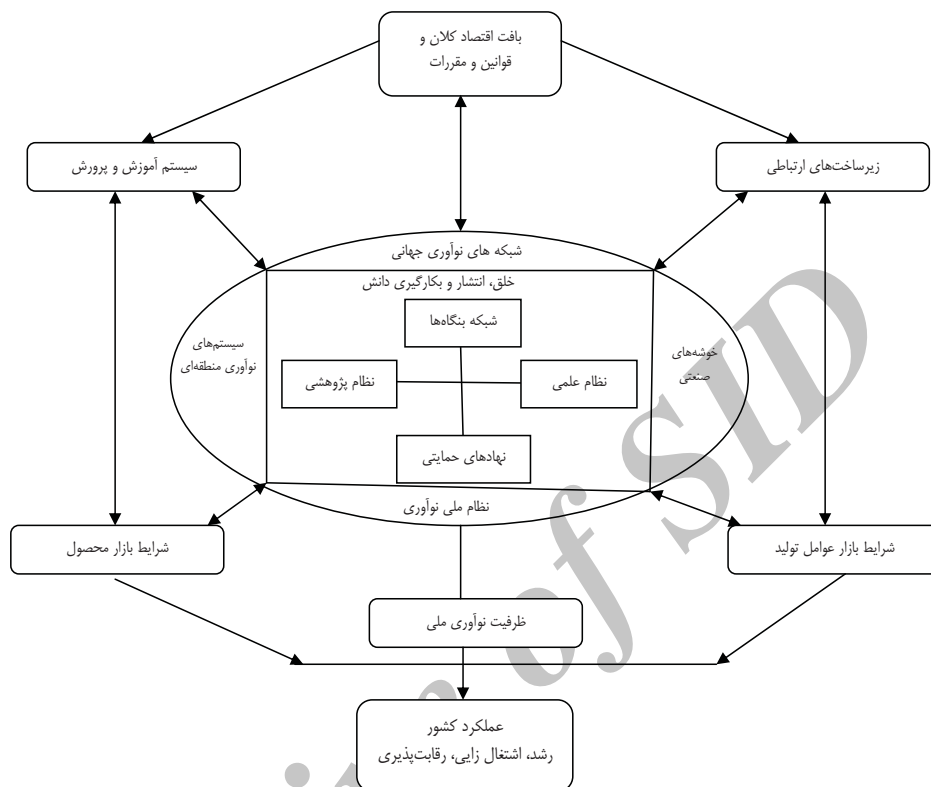 بافت اقتصاد کلان و
قوانین و مقررات
زیرساخت‌های ارتباطی
سیستم آموزش و پرورش
شبکه های نوآوری جهانی
خلق، انتشار و بکارگیری دانش
شبکه بنگاه‌ها
خوشه‌های
صنعتی
نظام علمی
نظام پژوهشی
سیستم‌های
نوآوری منطقه‌ای
نهادهای حمایتی
نظام ملی نوآوری
شرایط بازار عوامل تولید
شرایط بازار محصول
ظرفیت نوآوری ملی
عملکرد کشور
رشد، اشتغال زایی، رقابت‌پذیری
of SID